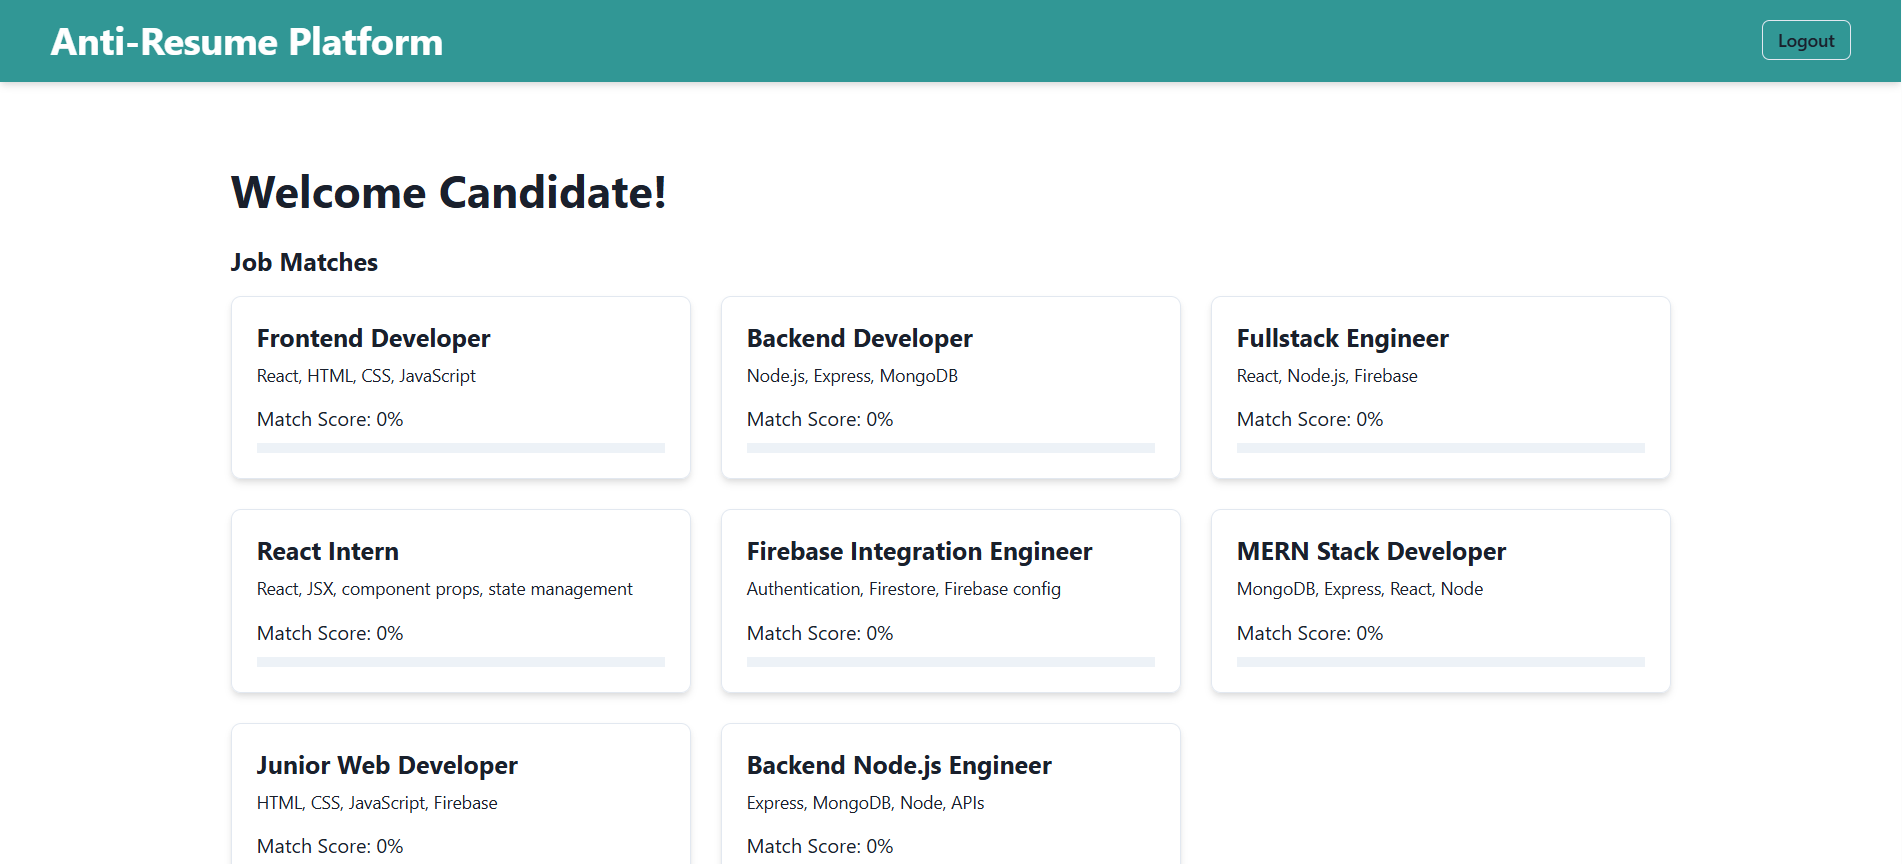 Anti-Resume Platform
Logout
Welcome Candidate!
Job Matches
Frontend Developer
React, HTML, CSS, JavaScript
Match Score: 0%
Backend Developer
Node.js, Express, MongoDB
Match Score: 0%
Fullstack Engineer
React, Node.js, Firebase
Match Score: 0%
React Intern
React, JSX, component props, state management
Match Score: 0%
Firebase Integration Engineer
Authentication, Firestore, Firebase config
Match Score: 0%
MERN Stack Developer
MongoDB, Express, React, Node
Match Score: 0%
Junior Web Developer
HTML, CSS, JavaScript, Firebase
Match Score: 0%
Backend Node.js Engineer
Express, MongoDB, Node, APIs
Match Score: 0%